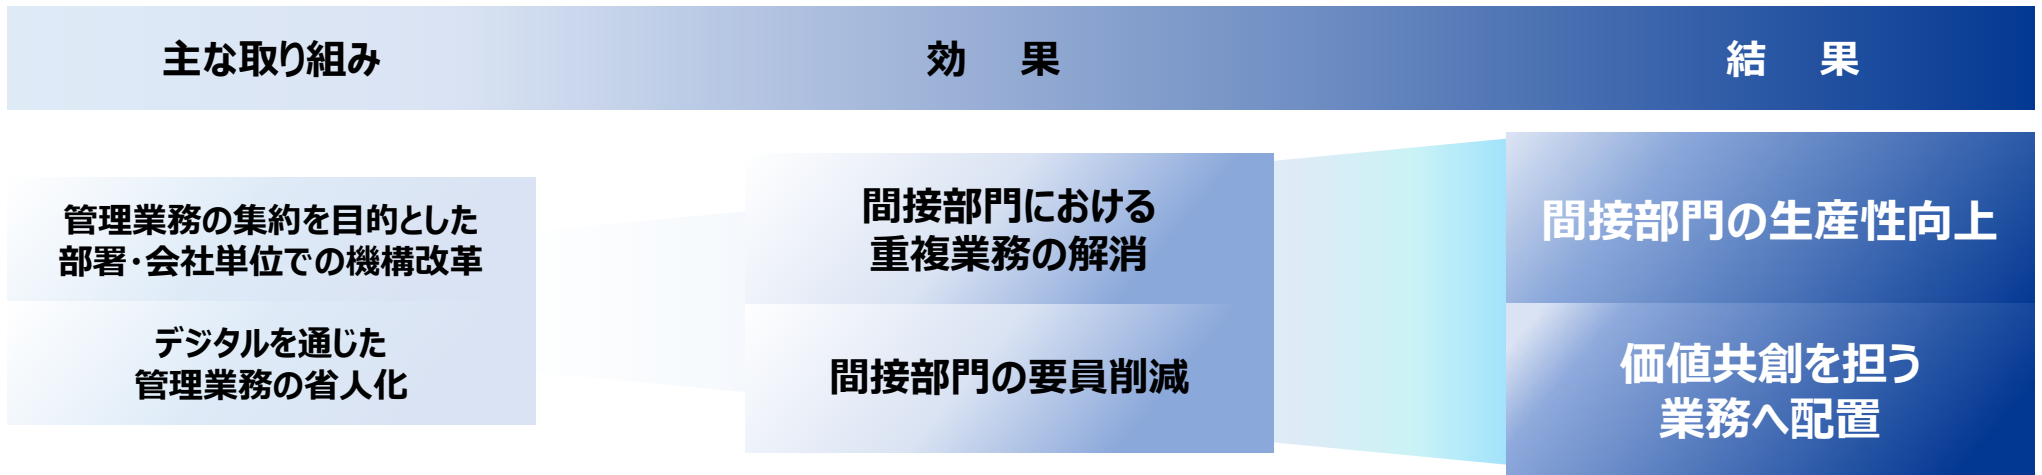 主な取り組み
効　果
結　果
管理業務の集約を目的とした
部署・会社単位での機構改革
デジタルを通じた
管理業務の省人化
間接部門における
重複業務の解消
間接部門の要員削減
間接部門の生産性向上
価値共創を担う
業務へ配置